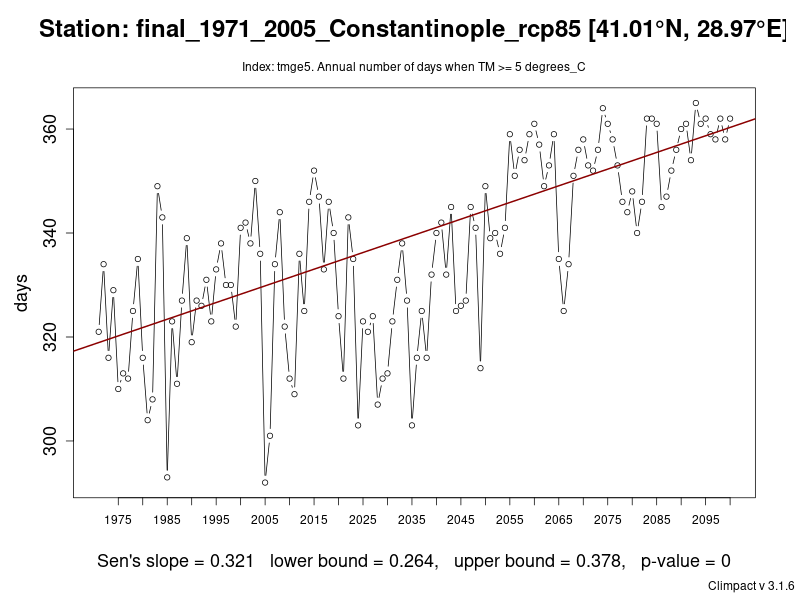 Station: final_1971_2005_Constantinople_rcp85 [41.01°N, 28.97°E]
Index: tmge5. Annual number of days when TM >= 5 degrees_C
360
340
320
300
days
1975 1985 1995 2005 2015 2025 2035 2045 2055 2065 2075 2085 2095
Sen's slope = 0.321 lower bound = 0.264, upper bound = 0.378, p-value = 0
Climpact v 3.1.6